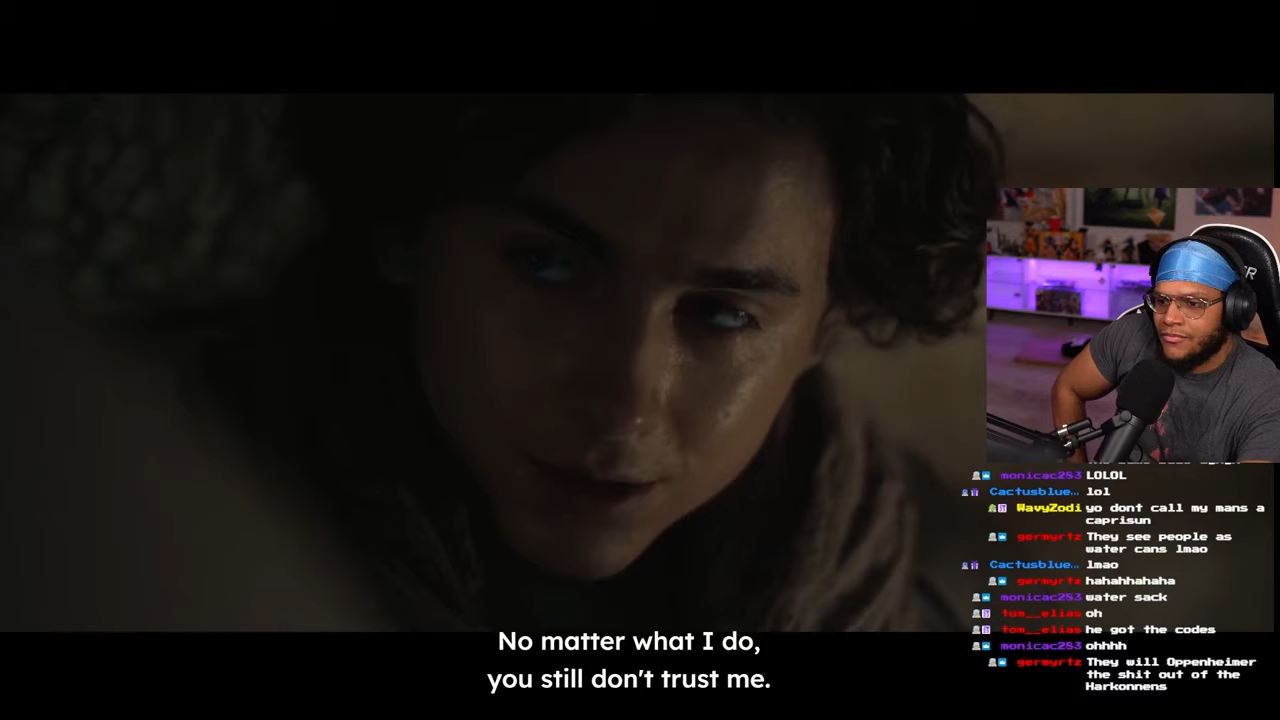 monicac283 LOLOL
Cactusblue... lol
WavyZodi yo dont call my mans a
caprisun
germyrtz They see people as
water cans lmao
Cactusblue... lmao
germyrtz hahahhahaha
monicac283 water sack
tom__elias oh
tom__elias he got the codes
monicac283 ohhhh
germyrtz They will Oppenheimer
the shit out of the
Harkonnens
No matter what I do,
you still don't trust me.